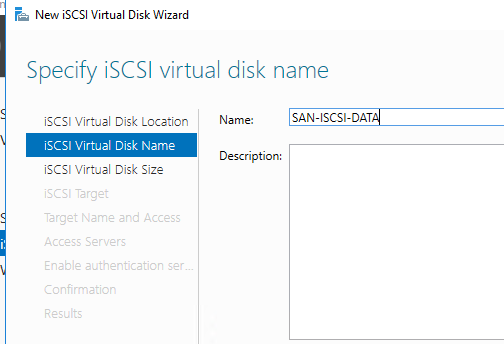 New iSCSI Virtual Disk Wizard
Specify iSCSI virtual disk name
iSCSI Virtual Disk Location
iSCSI Virtual Disk Name
iSCSI Virtual Disk Size
iSCSI Target
Target Name and Access
Access Servers
Enable authentication ser...
Confirmation
Results
Name: SAN-ISCSI-DATA
Description: